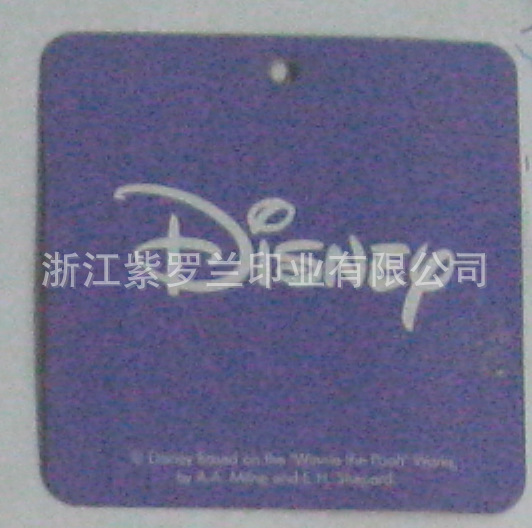 Disney
浙江紫罗兰印业有限公司
© Disney Based on the "Winnie the Pooh" Works,
by A.A. Milne and E.H. Shepard.